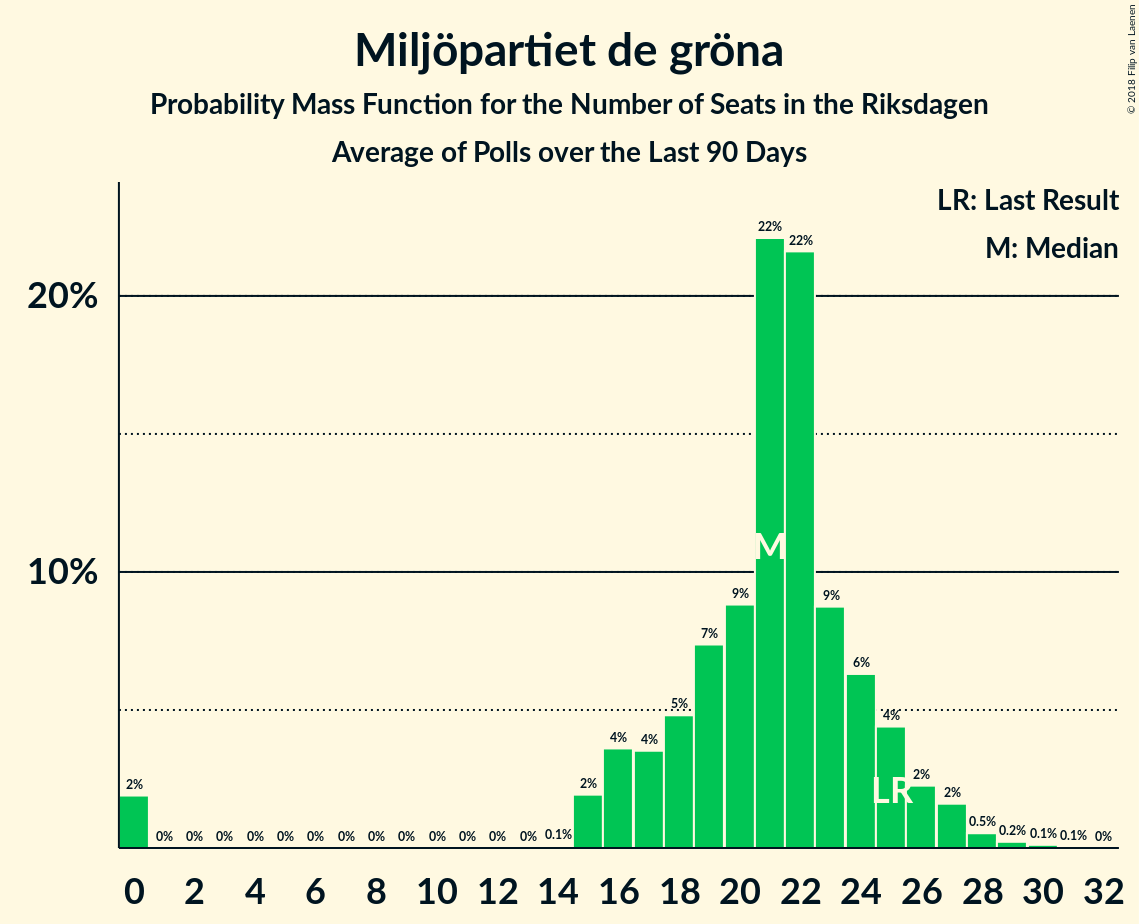 Miljöpartiet de gröna
Probability Mass Function for the Number of Seats in the Riksdagen
Average of Polls over the Last 90 Days
© 2018 Filip van Laenen
LR: Last Result
M: Median
20%
10%
2% 0% 0% 0% 0% 0% 0% 0% 0% 0% 0% 0% 0% 0% 0.1% 2% 4% 4% 5% 7% 9% 22% 22% 9% 6% 4% 2% 2% 0.5% 0.2% 0.1% 0.1% 0%
M
LR
0 2 4 6 8 10 12 14 16 18 20 22 24 26 28 30 32